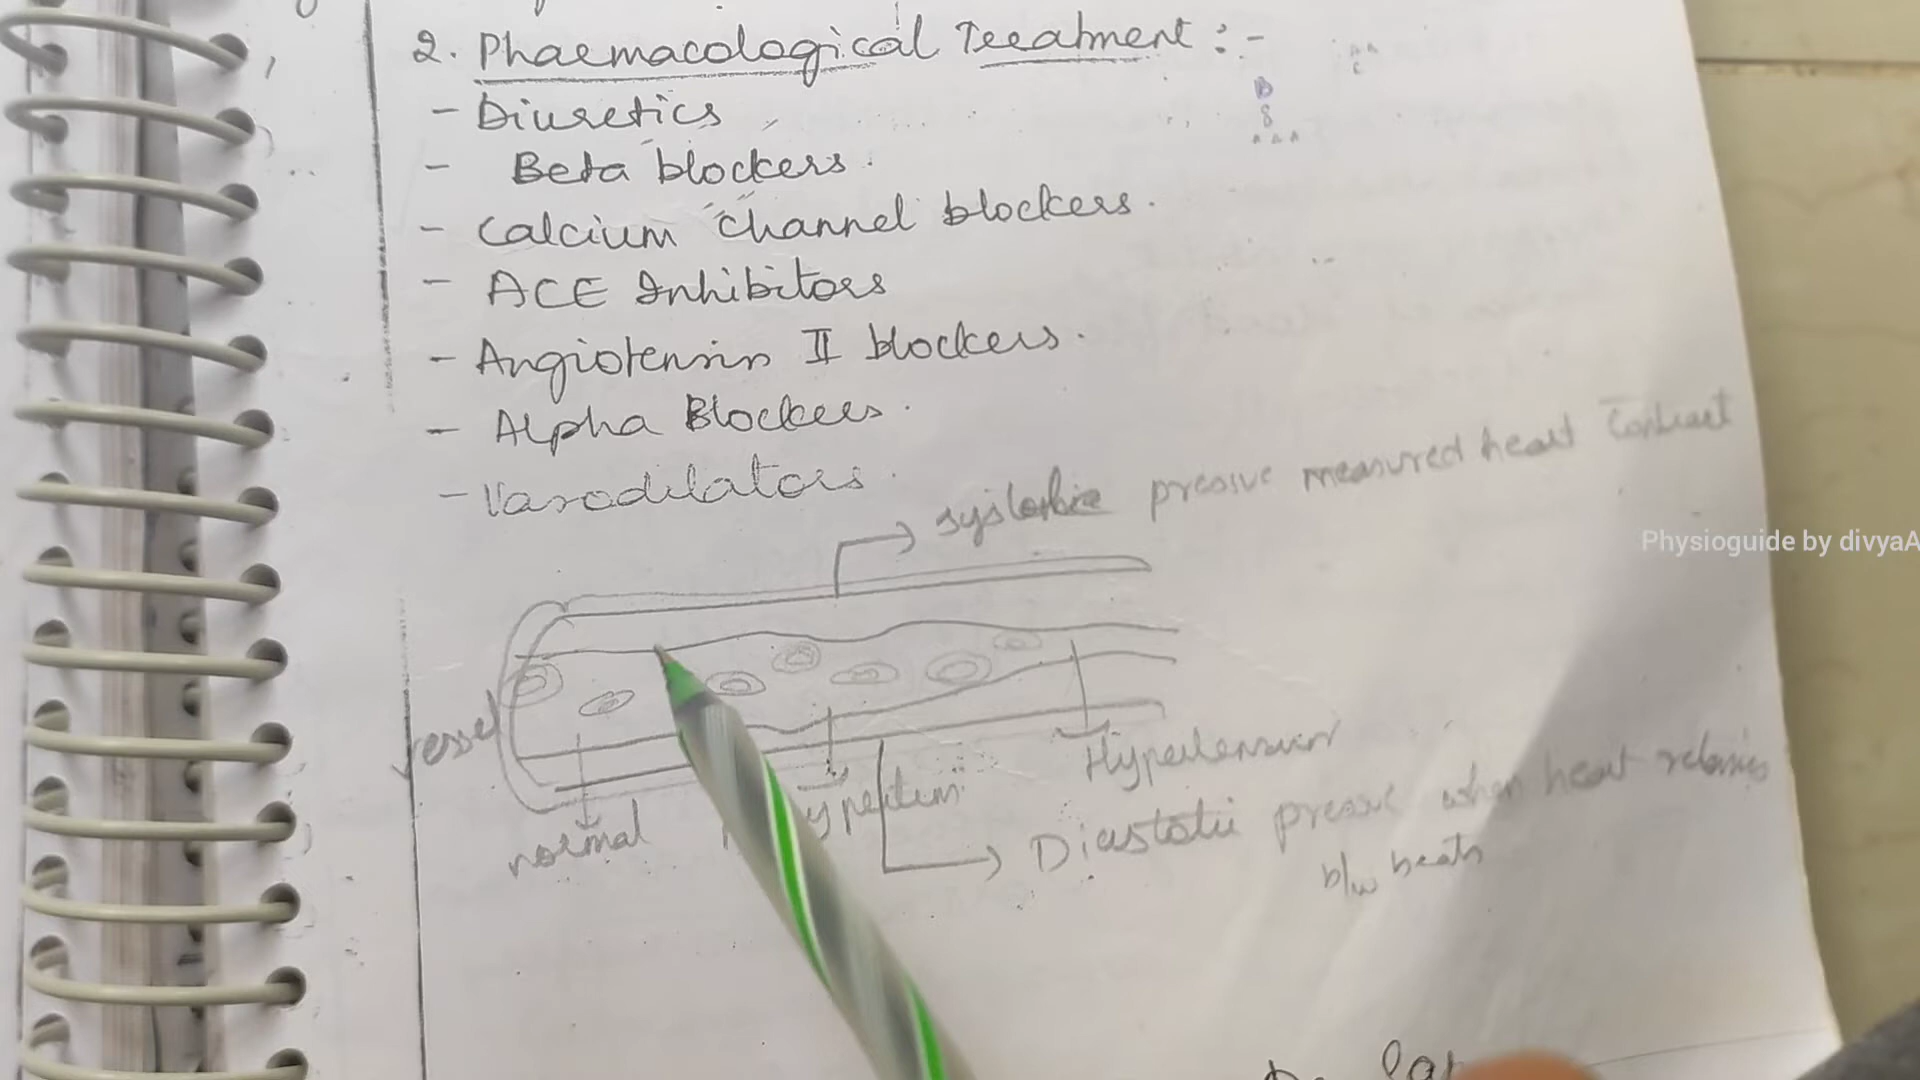 2. Pharmacological Treatment :-
- Diuretics
- Beta blockers.
- Calcium channel blockers.
- ACE Inhibitors
- Angiotensin II blockers.
- Alpha Blockers.
- Vasodilators.
systolic pressure measured heart contract
Physioguide by divyaA
vessel
Hypertension
normal
Diastolic pressure when heart relaxes
b/w beats